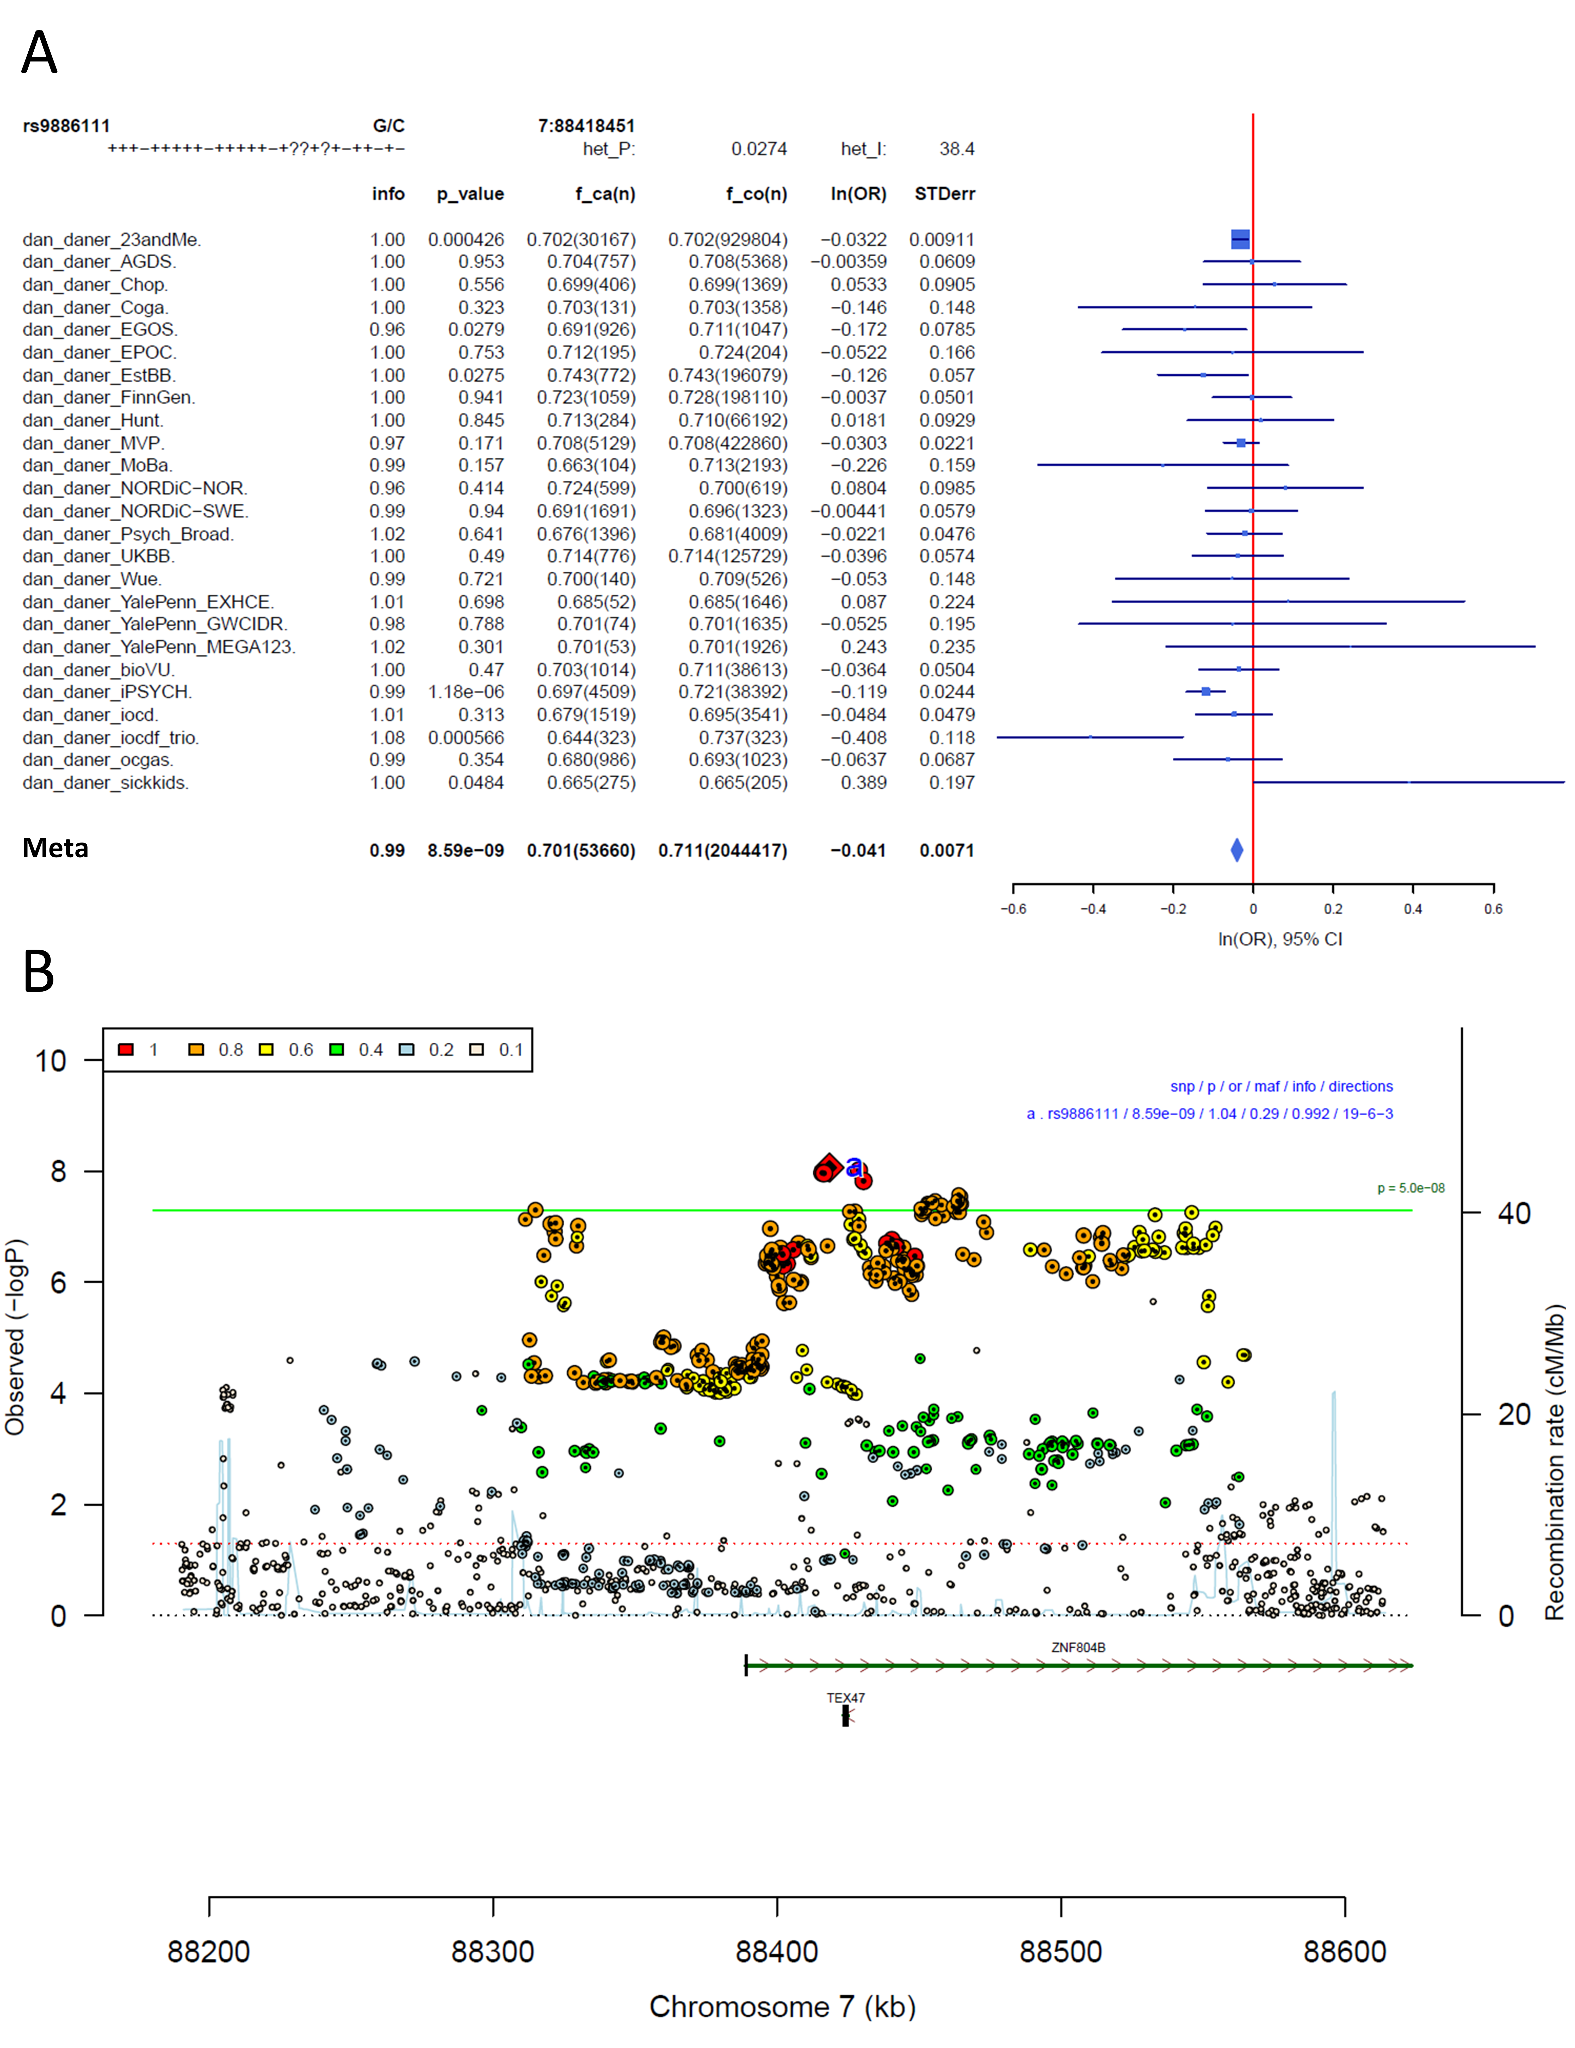 A
rs9886111 G/C 7:88418451
+++−+++++−+++++−+??+?+−++−+− het_P: 0.0274 het_I: 38.4
info p_value f_ca(n) f_co(n) ln(OR) STDerr
dan_daner_23andMe. 1.00 0.000426 0.702(30167) 0.702(929804) −0.0322 0.00911
dan_daner_AGDS. 1.00 0.953 0.704(757) 0.708(5368) −0.00359 0.0609
dan_daner_Chop. 1.00 0.556 0.699(406) 0.699(1369) 0.0533 0.0905
dan_daner_Coga. 1.00 0.323 0.703(131) 0.703(1358) −0.146 0.148
dan_daner_EGOS. 0.96 0.0279 0.691(926) 0.711(1047) −0.172 0.0785
dan_daner_EPOC. 1.00 0.753 0.712(195) 0.724(204) −0.0522 0.166
dan_daner_EstBB. 1.00 0.0275 0.743(772) 0.743(196079) −0.126 0.057
dan_daner_FinnGen. 1.00 0.941 0.723(1059) 0.728(198110) −0.0037 0.0501
dan_daner_Hunt. 1.00 0.845 0.713(284) 0.710(66192) 0.0181 0.0929
dan_daner_MVP. 0.97 0.171 0.708(5129) 0.708(422860) −0.0303 0.0221
dan_daner_MoBa. 0.99 0.157 0.663(104) 0.713(2193) −0.226 0.159
dan_daner_NORDiC−NOR. 0.96 0.414 0.724(599) 0.700(619) 0.0804 0.0985
dan_daner_NORDiC−SWE. 0.99 0.94 0.691(1691) 0.696(1323) −0.00441 0.0579
dan_daner_Psych_Broad. 1.02 0.641 0.676(1396) 0.681(4009) −0.0221 0.0476
dan_daner_UKBB. 1.00 0.49 0.714(776) 0.714(125729) −0.0396 0.0574
dan_daner_Wue. 0.99 0.721 0.700(140) 0.709(526) −0.053 0.148
dan_daner_YalePenn_EXHCE. 1.01 0.698 0.685(52) 0.685(1646) 0.087 0.224
dan_daner_YalePenn_GWCIDR. 0.98 0.788 0.701(74) 0.701(1635) −0.0525 0.195
dan_daner_YalePenn_MEGA123. 1.02 0.301 0.701(53) 0.701(1926) 0.243 0.235
dan_daner_bioVU. 1.00 0.47 0.703(1014) 0.711(38613) −0.0364 0.0504
dan_daner_iPSYCH. 0.99 1.18e−06 0.697(4509) 0.721(38392) −0.119 0.0244
dan_daner_iocd. 1.01 0.313 0.679(1519) 0.695(3541) −0.0484 0.0479
dan_daner_iocdf_trio. 1.08 0.000566 0.644(323) 0.737(323) −0.408 0.118
dan_daner_ocgas. 0.99 0.354 0.680(986) 0.693(1023) −0.0637 0.0687
dan_daner_sickkids. 1.00 0.0484 0.665(275) 0.665(205) 0.389 0.197
Meta 0.99 8.59e−09 0.701(53660) 0.711(2044417) −0.041 0.0071
−0.6 −0.4 −0.2 0 0.2 0.4 0.6
ln(OR), 95% CI
B
1 0.8 0.6 0.4 0.2 0.1
snp / p / or / maf / info / directions
a . rs9886111 / 8.59e−09 / 1.04 / 0.29 / 0.992 / 19−6−3
a
p = 5.0e−08
10
8
6
4
2
0
Observed (−logP)
40
20
0
Recombination rate (cM/Mb)
ZNF804B
TEX47
88200 88300 88400 88500 88600
Chromosome 7 (kb)